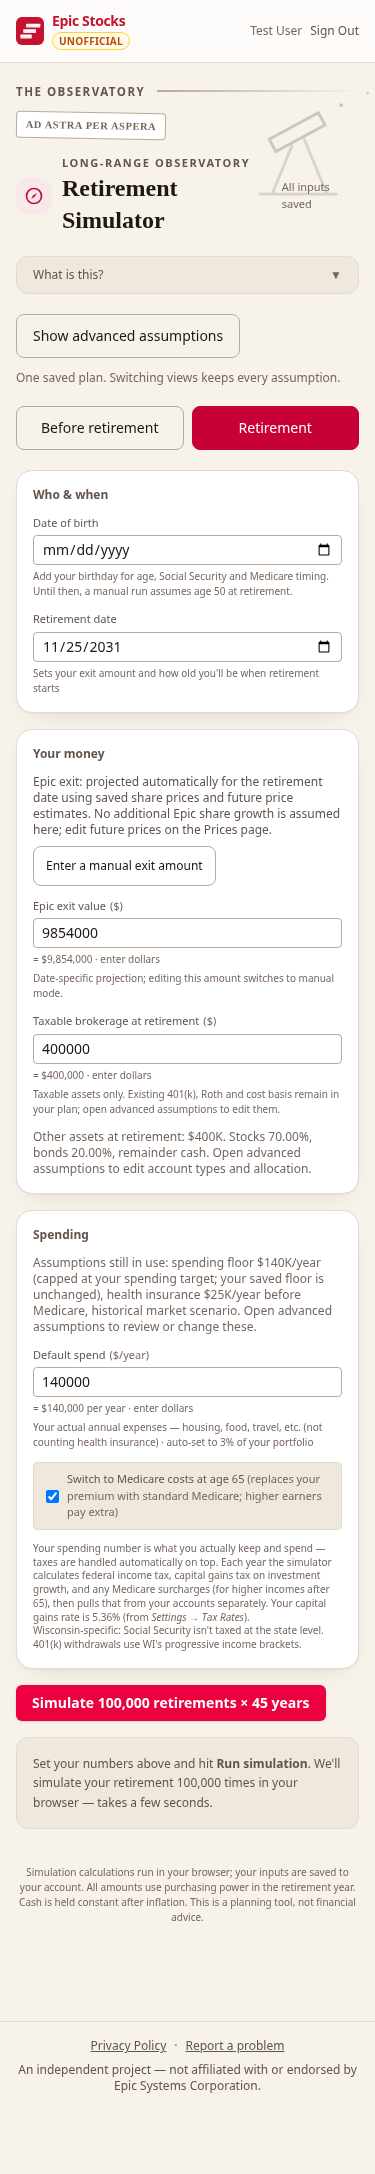 Epic Stocks
UNOFFICIAL
Test User Sign Out
THE OBSERVATORY
AD ASTRA PER ASPERA
LONG-RANGE OBSERVATORY
Retirement
Simulator
All inputs
saved
What is this? ▼
Show advanced assumptions
One saved plan. Switching views keeps every assumption.
Before retirement Retirement
Who & when
Date of birth
mm/dd/yyyy
Add your birthday for age, Social Security and Medicare timing.
Until then, a manual run assumes age 50 at retirement.
Retirement date
11/25/2031
Sets your exit amount and how old you'll be when retirement
starts
Your money
Epic exit: projected automatically for the retirement
date using saved share prices and future price
estimates. No additional Epic share growth is assumed
here; edit future prices on the Prices page.
Enter a manual exit amount
Epic exit value ($)
9854000
= $9,854,000 · enter dollars
Date-specific projection; editing this amount switches to manual
mode.
Taxable brokerage at retirement ($)
400000
= $400,000 · enter dollars
Taxable assets only. Existing 401(k), Roth and cost basis remain in
your plan; open advanced assumptions to edit them.
Other assets at retirement: $400K. Stocks 70.00%,
bonds 20.00%, remainder cash. Open advanced
assumptions to edit account types and allocation.
Spending
Assumptions still in use: spending floor $140K/year
(capped at your spending target; your saved floor is
unchanged), health insurance $25K/year before
Medicare, historical market scenario. Open advanced
assumptions to review or change these.
Default spend ($/year)
140000
= $140,000 per year · enter dollars
Your actual annual expenses — housing, food, travel, etc. (not
counting health insurance) · auto-set to 3% of your portfolio
Switch to Medicare costs at age 65 (replaces your
premium with standard Medicare; higher earners
pay extra)
Your spending number is what you actually keep and spend —
taxes are handled automatically on top. Each year the simulator
calculates federal income tax, capital gains tax on investment
growth, and any Medicare surcharges (for higher incomes after
65), then pulls that from your accounts separately. Your capital
gains rate is 5.36% (from Settings → Tax Rates).
Wisconsin-specific: Social Security isn't taxed at the state level.
401(k) withdrawals use WI's progressive income brackets.
Simulate 100,000 retirements × 45 years
Set your numbers above and hit Run simulation. We'll
simulate your retirement 100,000 times in your
browser — takes a few seconds.
Simulation calculations run in your browser; your inputs are saved to
your account. All amounts use purchasing power in the retirement year.
Cash is held constant after inflation. This is a planning tool, not financial
advice.
Privacy Policy · Report a problem
An independent project — not affiliated with or endorsed by
Epic Systems Corporation.